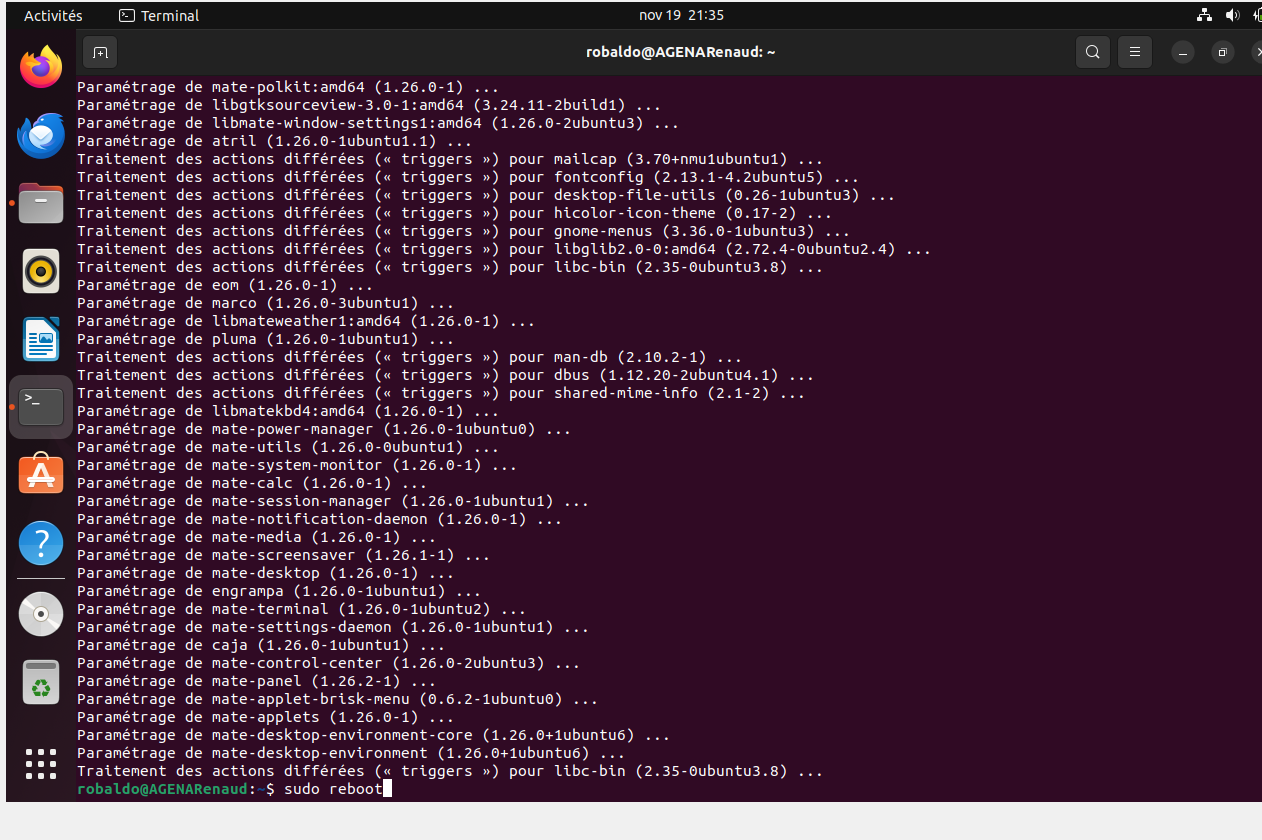 Activités
Terminal
nov 19 21:35
robaldo@AGENARenaud: ~
Paramétrage de mate-polkit:amd64 (1.26.0-1) ...
Paramétrage de libgtksourceview-3.0-1:amd64 (3.24.11-2build1) ...
Paramétrage de libmate-window-settings1:amd64 (1.26.0-2ubuntu3) ...
Paramétrage de atril (1.26.0-1ubuntu1.1) ...
Traitement des actions différées (« triggers ») pour mailcap (3.70+nmu1ubuntu1) ...
Traitement des actions différées (« triggers ») pour fontconfig (2.13.1-4.2ubuntu5) ...
Traitement des actions différées (« triggers ») pour desktop-file-utils (0.26-1ubuntu3) ...
Traitement des actions différées (« triggers ») pour hicolor-icon-theme (0.17-2) ...
Traitement des actions différées (« triggers ») pour gnome-menus (3.36.0-1ubuntu3) ...
Traitement des actions différées (« triggers ») pour libglib2.0-0:amd64 (2.72.4-0ubuntu2.4) ...
Traitement des actions différées (« triggers ») pour libc-bin (2.35-0ubuntu3.8) ...
Paramétrage de eom (1.26.0-1) ...
Paramétrage de marco (1.26.0-3ubuntu1) ...
Paramétrage de libmateweather1:amd64 (1.26.0-1) ...
Paramétrage de pluma (1.26.0-1ubuntu1) ...
Traitement des actions différées (« triggers ») pour man-db (2.10.2-1) ...
Traitement des actions différées (« triggers ») pour dbus (1.12.20-2ubuntu4.1) ...
Traitement des actions différées (« triggers ») pour shared-mime-info (2.1-2) ...
Paramétrage de libmatekbd4:amd64 (1.26.0-1) ...
Paramétrage de mate-power-manager (1.26.0-1ubuntu0) ...
Paramétrage de mate-utils (1.26.0-0ubuntu1) ...
Paramétrage de mate-system-monitor (1.26.0-1) ...
Paramétrage de mate-calc (1.26.0-1) ...
Paramétrage de mate-session-manager (1.26.0-1ubuntu1) ...
Paramétrage de mate-notification-daemon (1.26.0-1) ...
Paramétrage de mate-media (1.26.0-1) ...
Paramétrage de mate-screensaver (1.26.1-1) ...
Paramétrage de mate-desktop (1.26.0-1) ...
Paramétrage de engrampa (1.26.0-1ubuntu1) ...
Paramétrage de mate-terminal (1.26.0-1ubuntu2) ...
Paramétrage de mate-settings-daemon (1.26.0-1ubuntu1) ...
Paramétrage de caja (1.26.0-1ubuntu1) ...
Paramétrage de mate-control-center (1.26.0-2ubuntu3) ...
Paramétrage de mate-panel (1.26.2-1) ...
Paramétrage de mate-applet-brisk-menu (0.6.2-1ubuntu0) ...
Paramétrage de mate-applets (1.26.0-1) ...
Paramétrage de mate-desktop-environment-core (1.26.0+1ubuntu6) ...
Paramétrage de mate-desktop-environment (1.26.0+1ubuntu6) ...
Traitement des actions différées (« triggers ») pour libc-bin (2.35-0ubuntu3.8) ...
robaldo@AGENARenaud:~$ sudo reboot